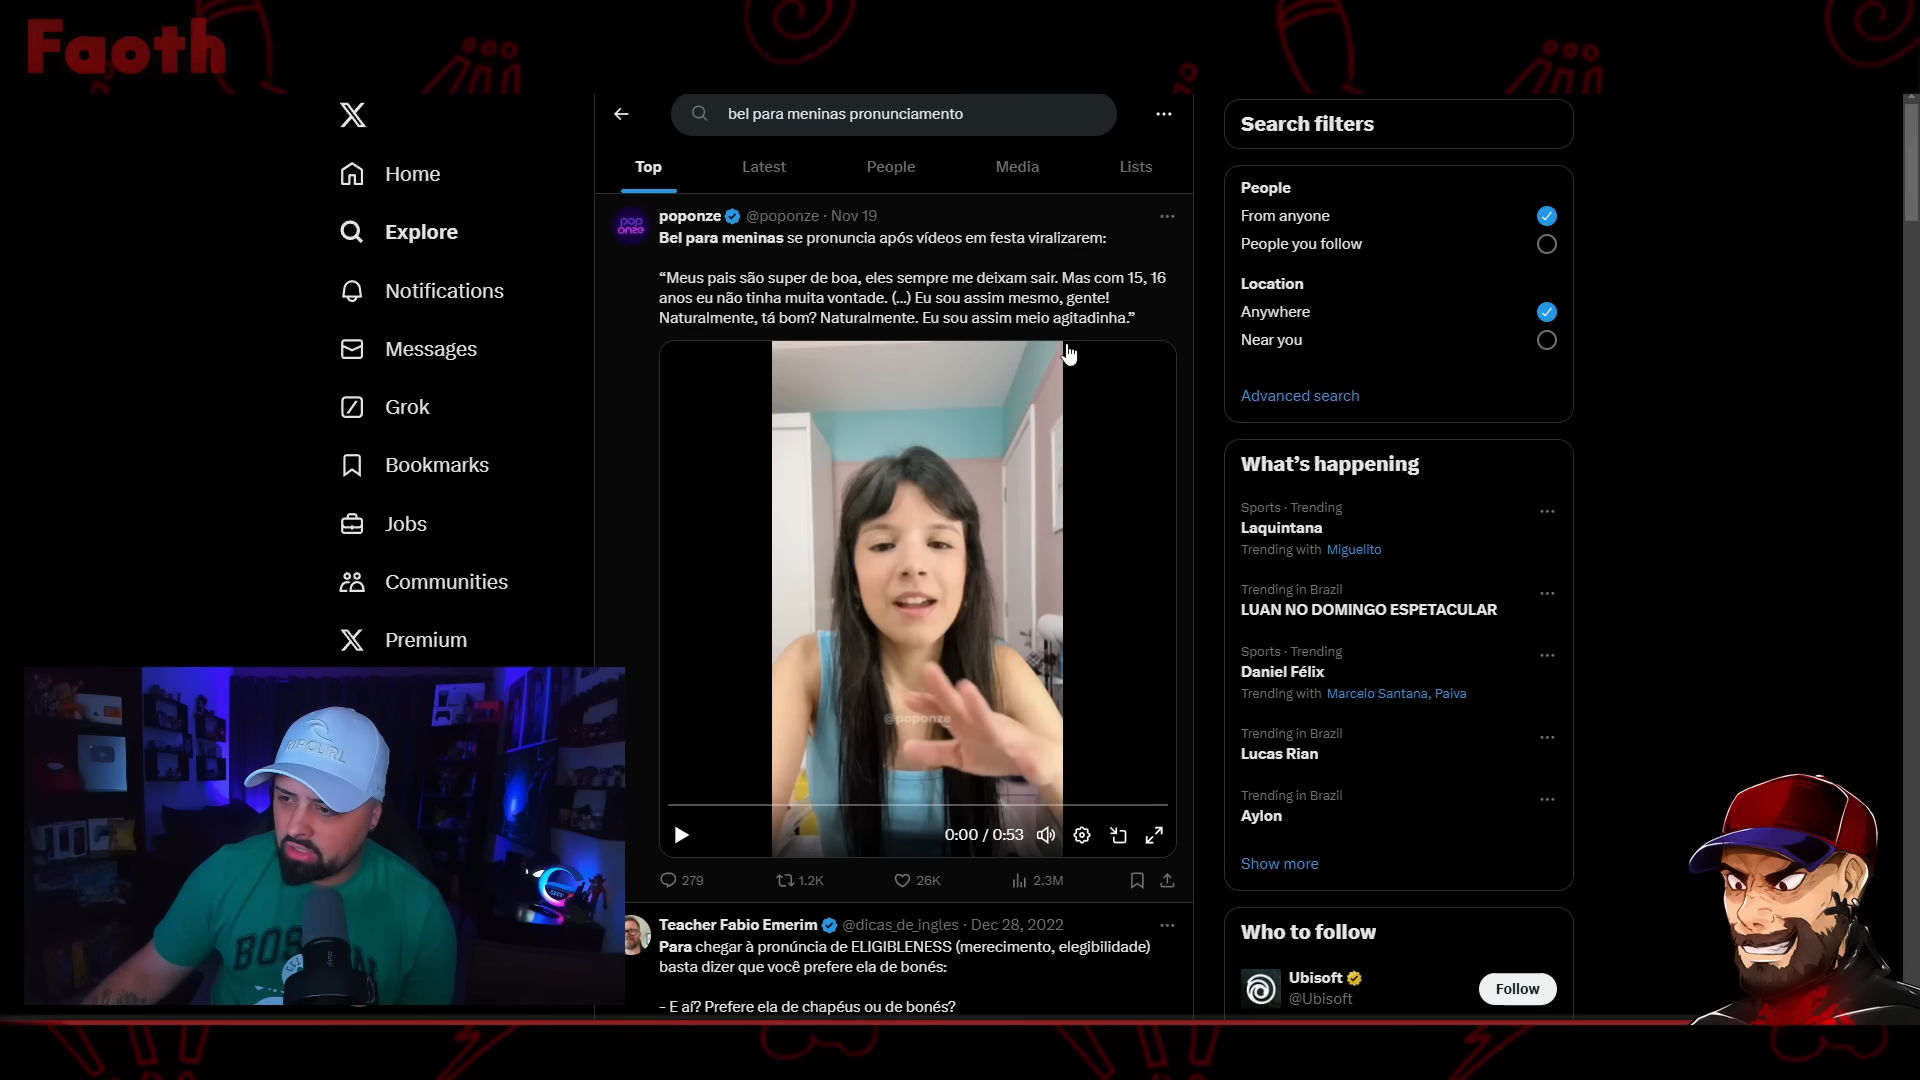 Faoth
bel para meninas pronunciamento
Top
Latest
People
Media
Lists
Home
Explore
Notifications
Messages
Grok
Bookmarks
Jobs
Communities
Premium
pop
onze
poponze @poponze · Nov 19
Bel para meninas se pronuncia após vídeos em festa viralizarem:
“Meus pais são super de boa, eles sempre me deixam sair. Mas com 15, 16
anos eu não tinha muita vontade. (...) Eu sou assim mesmo, gente!
Naturalmente, tá bom? Naturalmente. Eu sou assim meio agitadinha.”
@poponze
0:00 / 0:53
279
1.2K
26K
2.3M
Teacher Fabio Emerim @dicas_de_ingles · Dec 28, 2022
Para chegar à pronúncia de ELIGIBLENESS (merecimento, elegibilidade)
basta dizer que você prefere ela de bonés:
- E aí? Prefere ela de chapéus ou de bonés?
Search filters
People
From anyone
People you follow
Location
Anywhere
Near you
Advanced search
What’s happening
Sports · Trending
Laquintana
Trending with Miguelito
Trending in Brazil
LUAN NO DOMINGO ESPETACULAR
Sports · Trending
Daniel Félix
Trending with Marcelo Santana, Paiva
Trending in Brazil
Lucas Rian
Trending in Brazil
Aylon
Show more
Who to follow
Ubisoft
@Ubisoft
Follow
RIP CURL